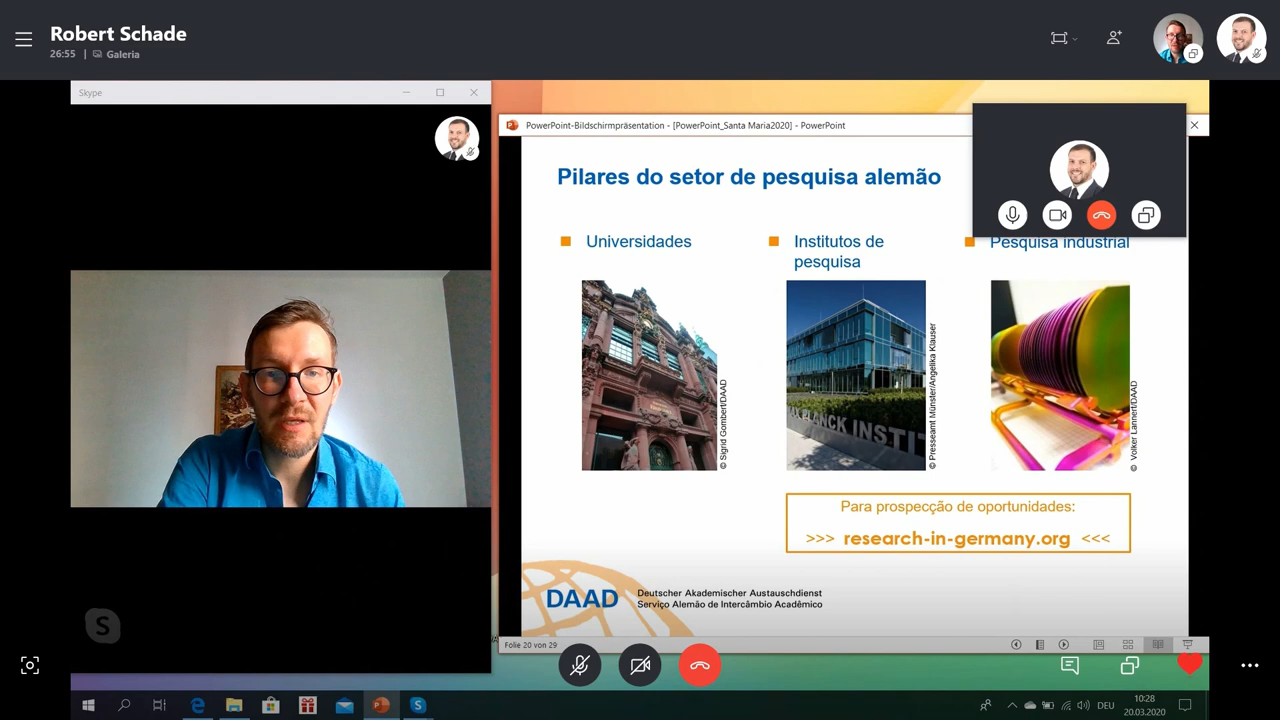 Robert Schade
26:55 | Galeria
Skype
PowerPoint-Bildschirmpräsentation - [PowerPoint_Santa Maria2020] - PowerPoint
Pilares do setor de pesquisa alemão
Universidades
Institutos de
pesquisa
Pesquisa industrial
© Sigrid Gombert/DAAD
PLANCK INSTI
© Presseamt Münster/Angelika Klauser
© Volker Lannert/DAAD
Para prospecção de oportunidades:
>>> research-in-germany.org <<<
DAAD
Deutscher Akademischer Austauschdienst
Serviço Alemão de Intercâmbio Acadêmico
Folie 20 von 29
S
DEU
10:28
20.03.2020